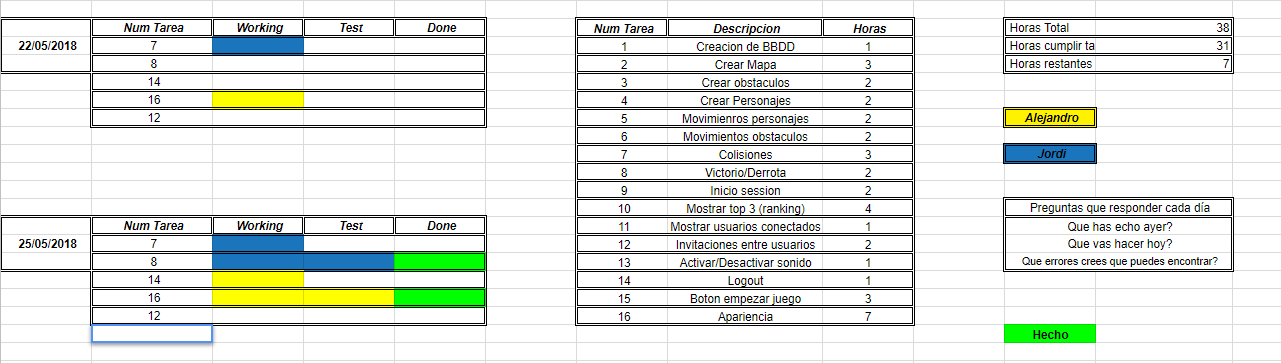 22/05/2018
Num Tarea Working Test Done
7
8
14
16
12
25/05/2018
Num Tarea Working Test Done
7
8
14
16
12
Num Tarea Descripcion Horas
1 Creacion de BBDD 1
2 Crear Mapa 3
3 Crear obstaculos 2
4 Crear Personajes 2
5 Movimienros personajes 2
6 Movimientos obstaculos 2
7 Colisiones 3
8 Victorio/Derrota 2
9 Inicio session 2
10 Mostrar top 3 (ranking) 4
11 Mostrar usuarios conectados 1
12 Invitaciones entre usuarios 2
13 Activar/Desactivar sonido 1
14 Logout 1
15 Boton empezar juego 3
16 Apariencia 7
Horas Total 38
Horas cumplir ta 31
Horas restantes 7
Alejandro
Jordi
Preguntas que responder cada día
Que has echo ayer?
Que vas hacer hoy?
Que errores crees que puedes encontrar?
Hecho